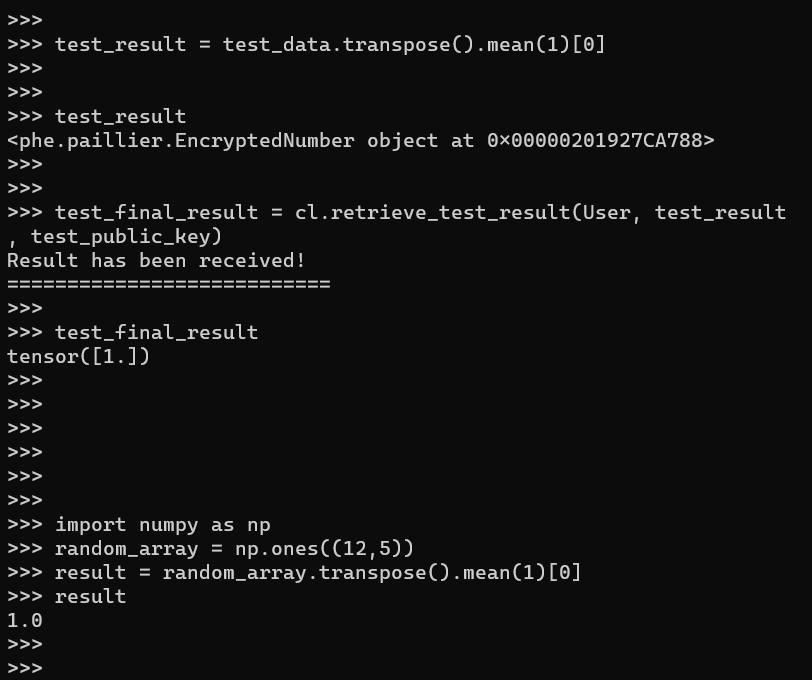 >>>
>>> test_result = test_data.transpose().mean(1)[0]
>>>
>>>
>>> test_result
<phe.paillier.EncryptedNumber object at 0x00000201927CA788>
>>>
>>>
>>> test_final_result = cl.retrieve_test_result(User, test_result
, test_public_key)
Result has been received!
===========================
>>>
>>> test_final_result
tensor([1.])
>>>
>>>
>>>
>>>
>>>
>>>
>>> import numpy as np
>>> random_array = np.ones((12,5))
>>> result = random_array.transpose().mean(1)[0]
>>> result
1.0
>>>
>>>